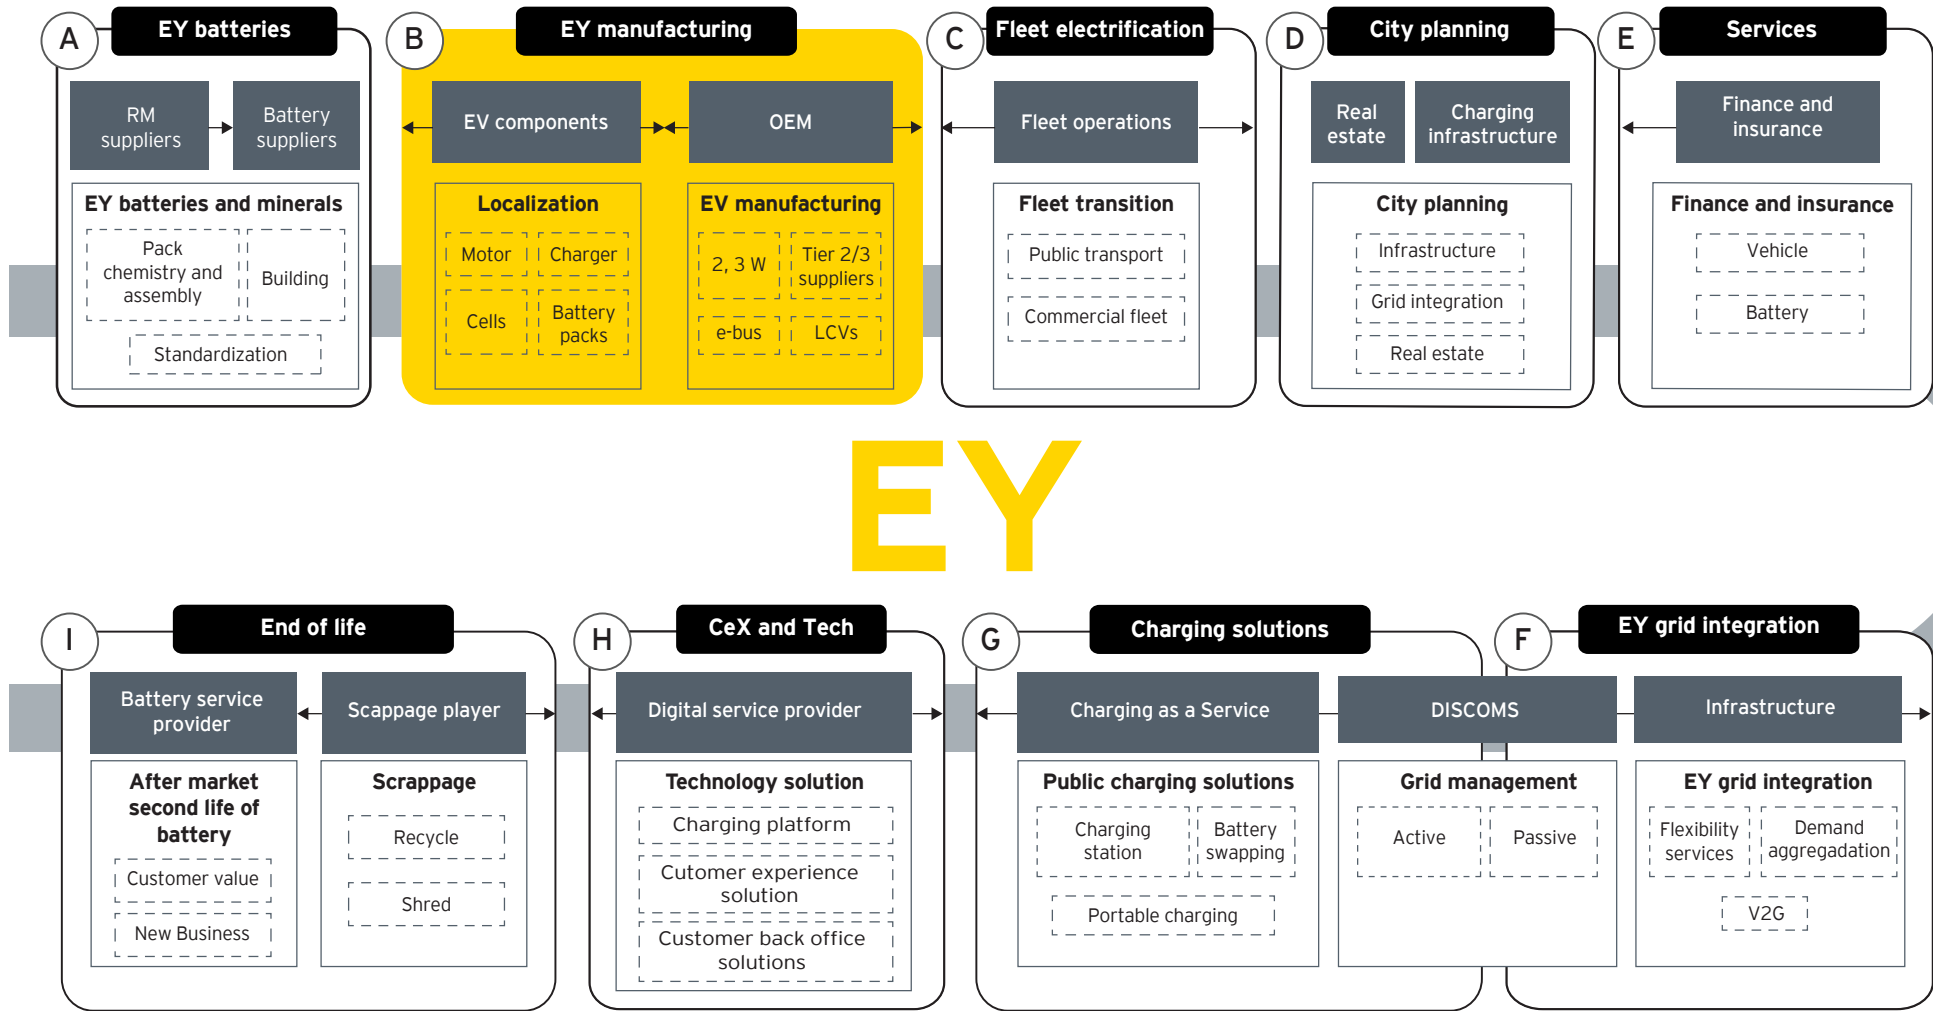 A
EY batteries
RM
suppliers
Battery
suppliers
EY batteries and minerals
Pack
chemistry and
assembly
Building
Standardization
B
EY manufacturing
EV components
OEM
Localization
Motor
Charger
Cells
Battery
packs
EV manufacturing
2, 3 W
Tier 2/3
suppliers
e-bus
LCVs
C
Fleet electrification
Fleet operations
Fleet transition
Public transport
Commercial fleet
D
City planning
Real
estate
Charging
infrastructure
City planning
Infrastructure
Grid integration
Real estate
E
Services
Finance and
insurance
Finance and insurance
Vehicle
Battery
EY
I
End of life
Battery service
provider
Scappage player
After market
second life of
battery
Customer value
New Business
Scrappage
Recycle
Shred
H
CeX and Tech
Digital service provider
Technology solution
Charging platform
Cutomer experience
solution
Customer back office
solutions
G
Charging solutions
Charging as a Service
DISCOMS
Public charging solutions
Charging
station
Battery
swapping
Portable charging
Grid management
Active
Passive
F
EY grid integration
Infrastructure
EY grid integration
Flexibility
services
Demand
aggregadation
V2G